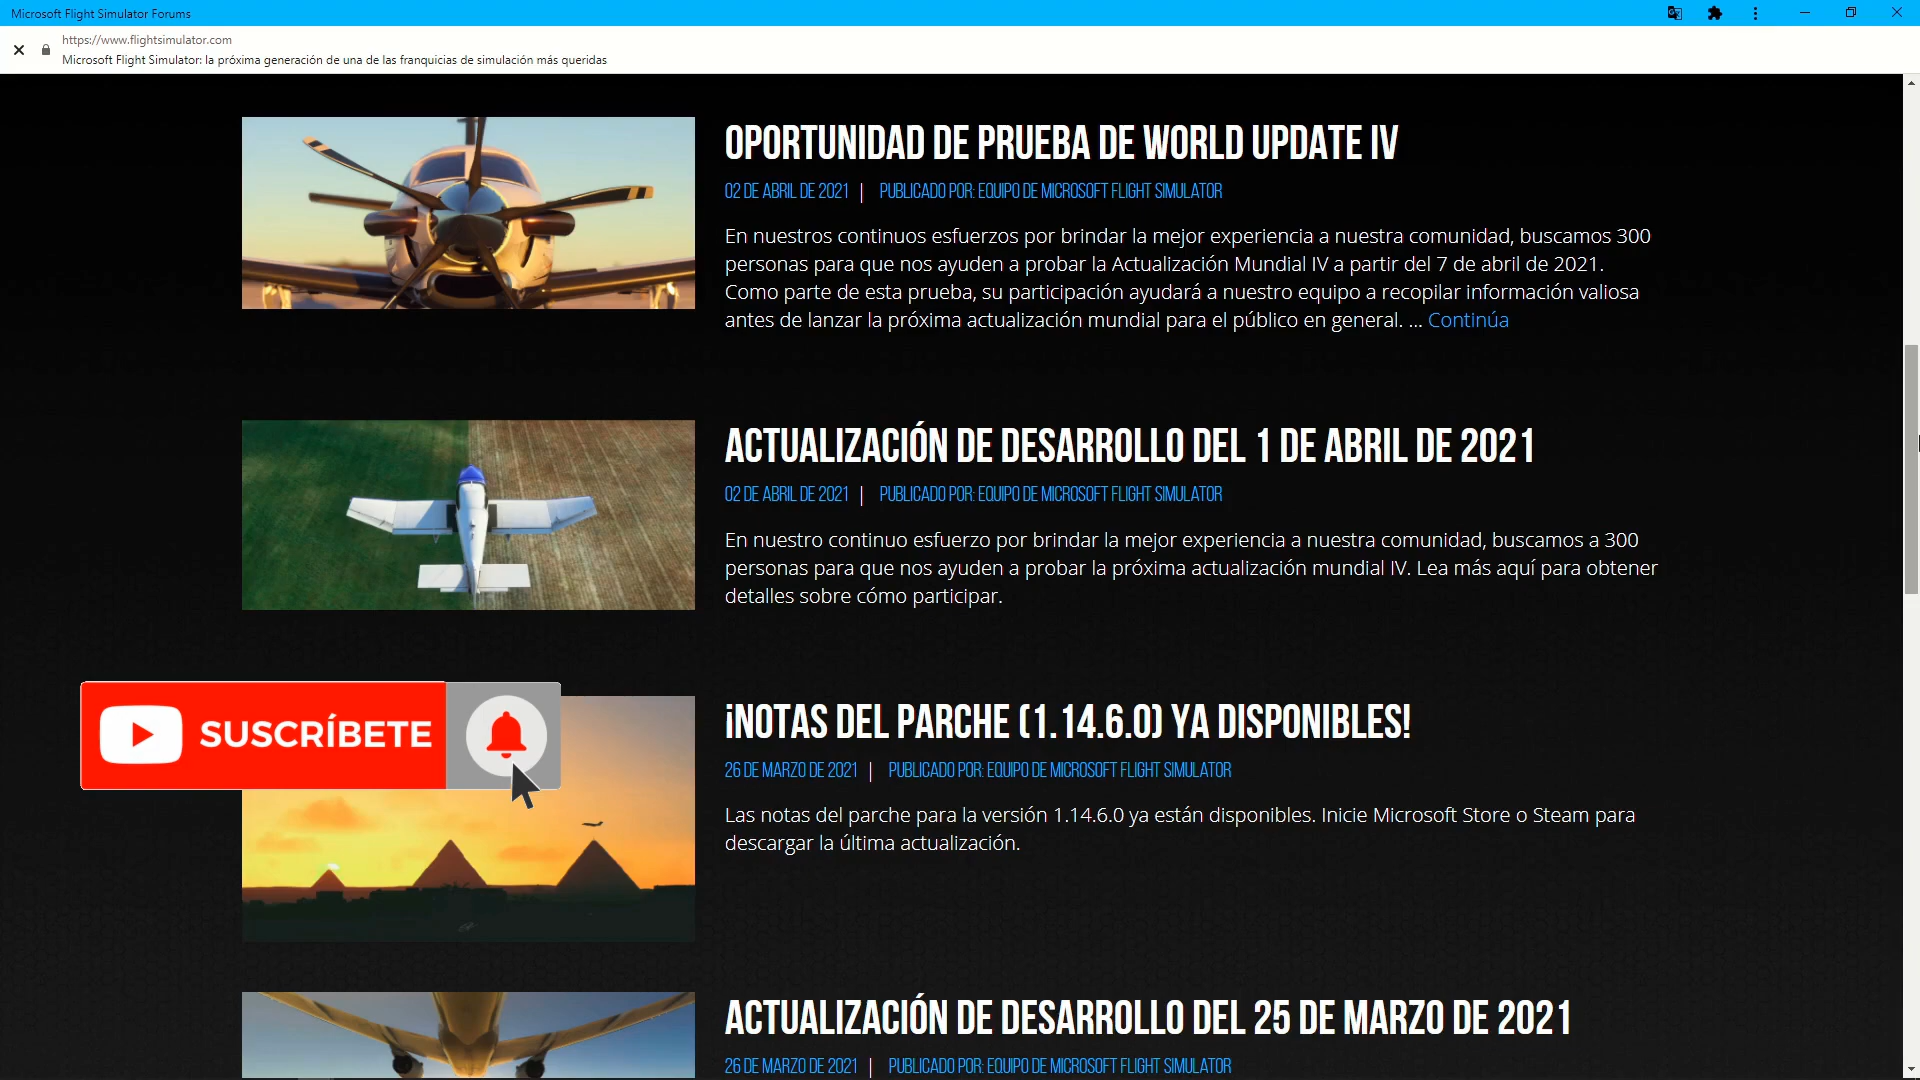 Microsoft Flight Simulator Forums
https://www.flightsimulator.com
Microsoft Flight Simulator: la próxima generación de una de las franquicias de simulación más queridas
OPORTUNIDAD DE PRUEBA DE WORLD UPDATE IV
02 DE ABRIL DE 2021 | PUBLICADO POR: EQUIPO DE MICROSOFT FLIGHT SIMULATOR
En nuestros continuos esfuerzos por brindar la mejor experiencia a nuestra comunidad, buscamos 300
personas para que nos ayuden a probar la Actualización Mundial IV a partir del 7 de abril de 2021.
Como parte de esta prueba, su participación ayudará a nuestro equipo a recopilar información valiosa
antes de lanzar la próxima actualización mundial para el público en general. ... Continúa
ACTUALIZACIÓN DE DESARROLLO DEL 1 DE ABRIL DE 2021
02 DE ABRIL DE 2021 | PUBLICADO POR: EQUIPO DE MICROSOFT FLIGHT SIMULATOR
En nuestro continuo esfuerzo por brindar la mejor experiencia a nuestra comunidad, buscamos a 300
personas para que nos ayuden a probar la próxima actualización mundial IV. Lea más aquí para obtener
detalles sobre cómo participar.
SUSCRÍBETE
¡NOTAS DEL PARCHE (1.14.6.0) YA DISPONIBLES!
26 DE MARZO DE 2021 | PUBLICADO POR: EQUIPO DE MICROSOFT FLIGHT SIMULATOR
Las notas del parche para la versión 1.14.6.0 ya están disponibles. Inicie Microsoft Store o Steam para
descargar la última actualización.
ACTUALIZACIÓN DE DESARROLLO DEL 25 DE MARZO DE 2021
26 DE MARZO DE 2021 | PUBLICADO POR: EQUIPO DE MICROSOFT FLIGHT SIMULATOR